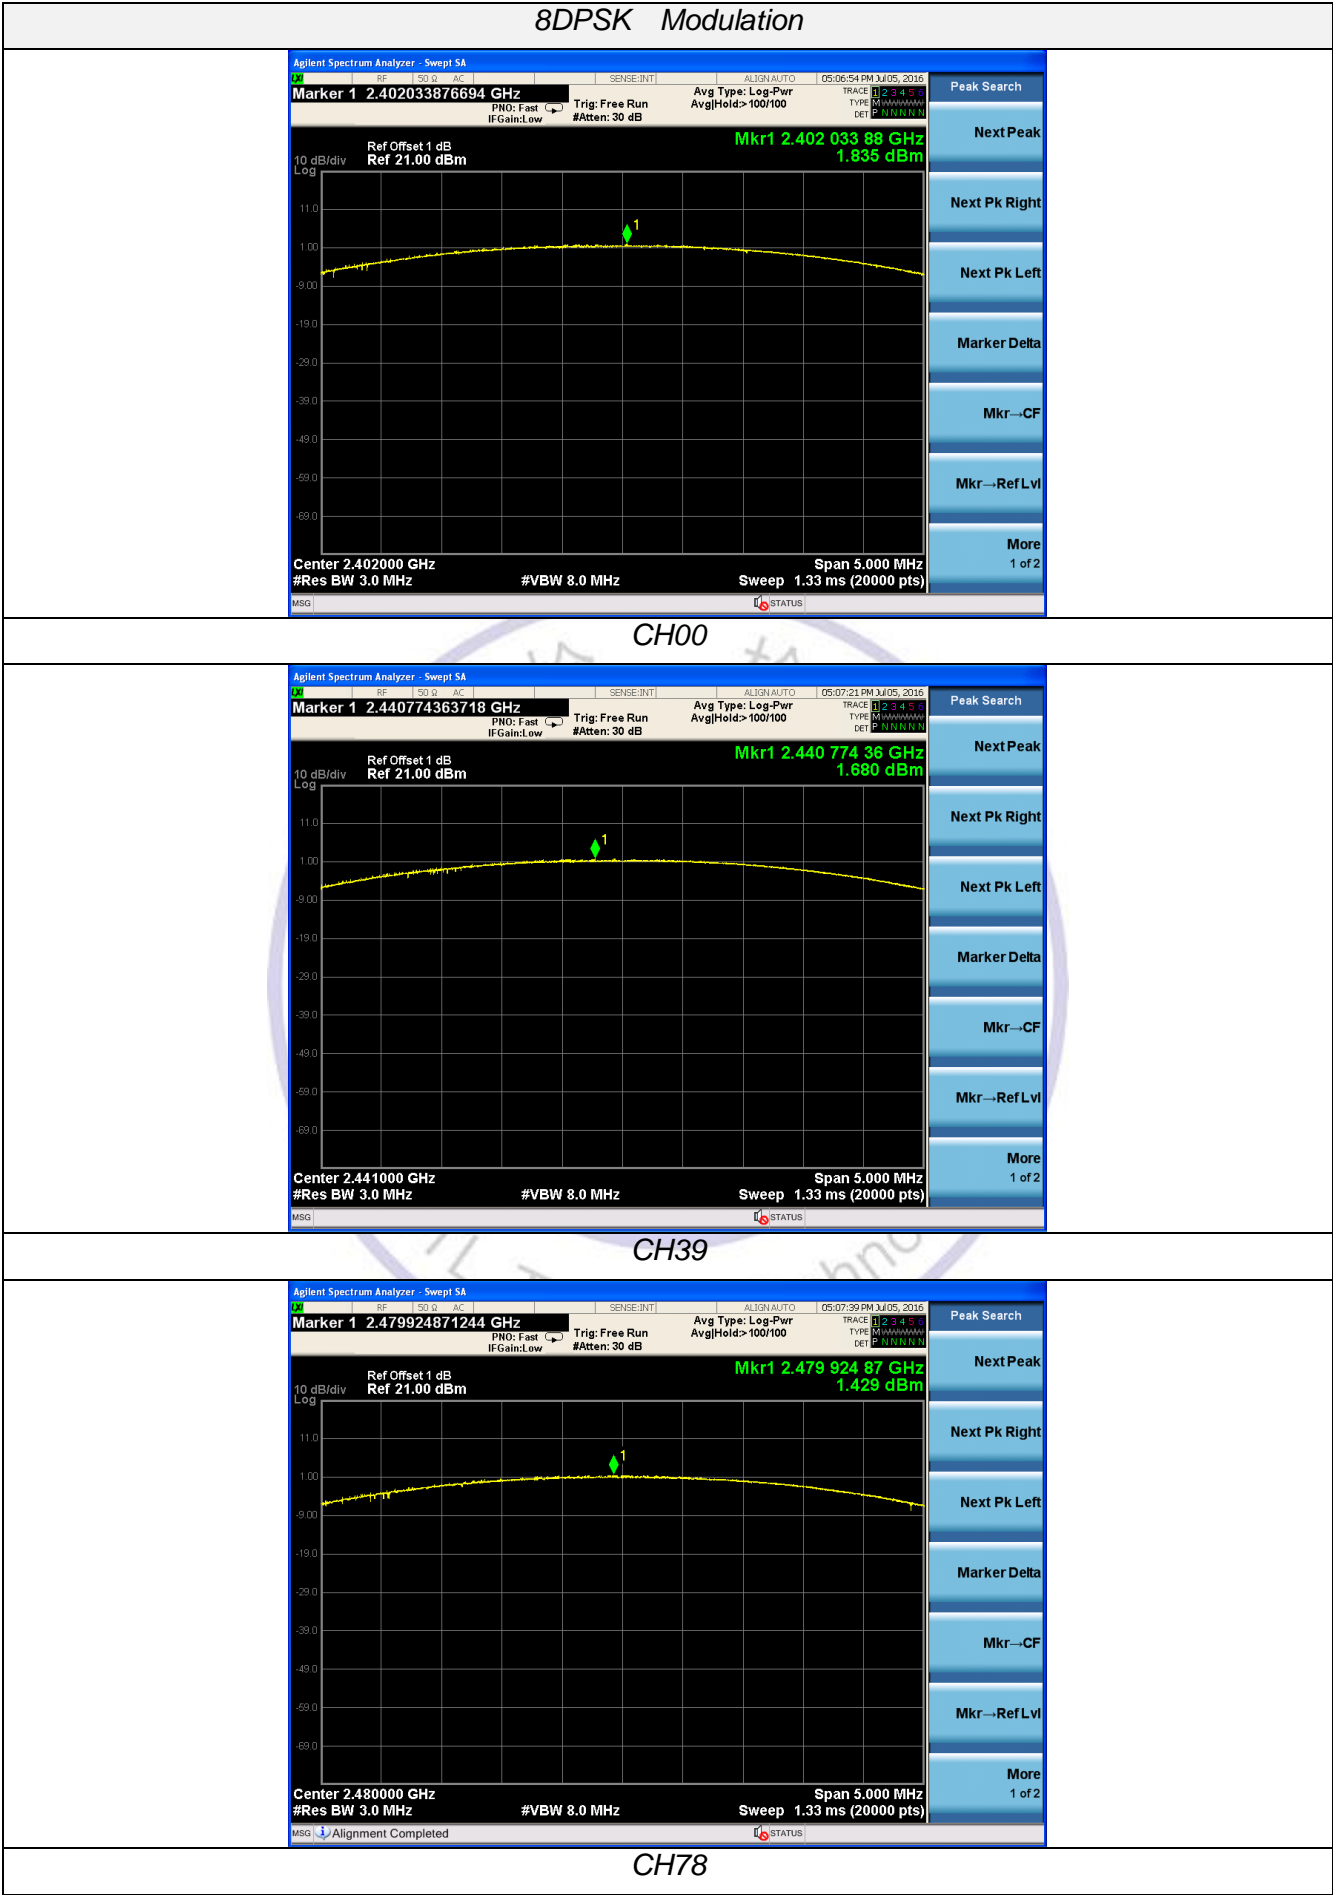 8DPSK Modulation
Agilent Spectrum Analyzer - Swept SA
LXI RF 50 Ω AC SENSE:INT ALIGN AUTO 05:06:54 PM Jul 05, 2016
Marker 1 2.402033876694 GHz
PNO: Fast
IFGain:Low
Trig: Free Run
#Atten: 30 dB
Avg Type: Log-Pwr
Avg|Hold:>100/100
TRACE 1 2 3 4 5 6
TYPE M
DET P N N N N N
Mkr1 2.402 033 88 GHz
1.835 dBm
Ref Offset 1 dB
10 dB/div Ref 21.00 dBm
Log
11.0
1.00
-9.00
-19.0
-29.0
-39.0
-49.0
-59.0
-69.0
1
Center 2.402000 GHz Span 5.000 MHz
#Res BW 3.0 MHz #VBW 8.0 MHz Sweep 1.33 ms (20000 pts)
MSG STATUS
Peak Search
Next Peak
Next Pk Right
Next Pk Left
Marker Delta
Mkr→CF
Mkr→Ref Lvl
More
1 of 2
CH00
Agilent Spectrum Analyzer - Swept SA
LXI RF 50 Ω AC SENSE:INT ALIGN AUTO 05:07:21 PM Jul 05, 2016
Marker 1 2.440774363718 GHz
PNO: Fast
IFGain:Low
Trig: Free Run
#Atten: 30 dB
Avg Type: Log-Pwr
Avg|Hold:>100/100
TRACE 1 2 3 4 5 6
TYPE M
DET P N N N N N
Mkr1 2.440 774 36 GHz
1.680 dBm
Ref Offset 1 dB
10 dB/div Ref 21.00 dBm
Log
11.0
1.00
-9.00
-19.0
-29.0
-39.0
-49.0
-59.0
-69.0
1
Center 2.441000 GHz Span 5.000 MHz
#Res BW 3.0 MHz #VBW 8.0 MHz Sweep 1.33 ms (20000 pts)
MSG STATUS
Peak Search
Next Peak
Next Pk Right
Next Pk Left
Marker Delta
Mkr→CF
Mkr→Ref Lvl
More
1 of 2
CH39
Agilent Spectrum Analyzer - Swept SA
LXI RF 50 Ω AC SENSE:INT ALIGN AUTO 05:07:39 PM Jul 05, 2016
Marker 1 2.479924871244 GHz
PNO: Fast
IFGain:Low
Trig: Free Run
#Atten: 30 dB
Avg Type: Log-Pwr
Avg|Hold:>100/100
TRACE 1 2 3 4 5 6
TYPE M
DET P N N N N N
Mkr1 2.479 924 87 GHz
1.429 dBm
Ref Offset 1 dB
10 dB/div Ref 21.00 dBm
Log
11.0
1.00
-9.00
-19.0
-29.0
-39.0
-49.0
-59.0
-69.0
1
Center 2.480000 GHz Span 5.000 MHz
#Res BW 3.0 MHz #VBW 8.0 MHz Sweep 1.33 ms (20000 pts)
MSG Alignment Completed STATUS
Peak Search
Next Peak
Next Pk Right
Next Pk Left
Marker Delta
Mkr→CF
Mkr→Ref Lvl
More
1 of 2
CH78